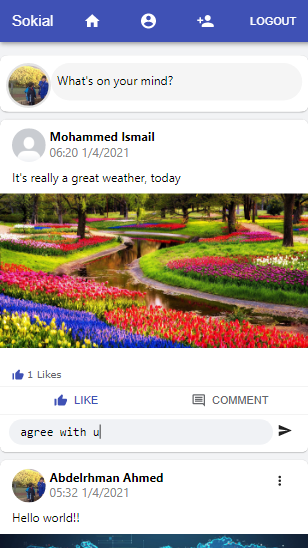 Sokial LOGOUT
What's on your mind?
Mohammed Ismail
06:20 1/4/2021
It's really a great weather, today
1 Likes
LIKE COMMENT
agree with u
Abdelrhman Ahmed
05:32 1/4/2021
Hello world!!